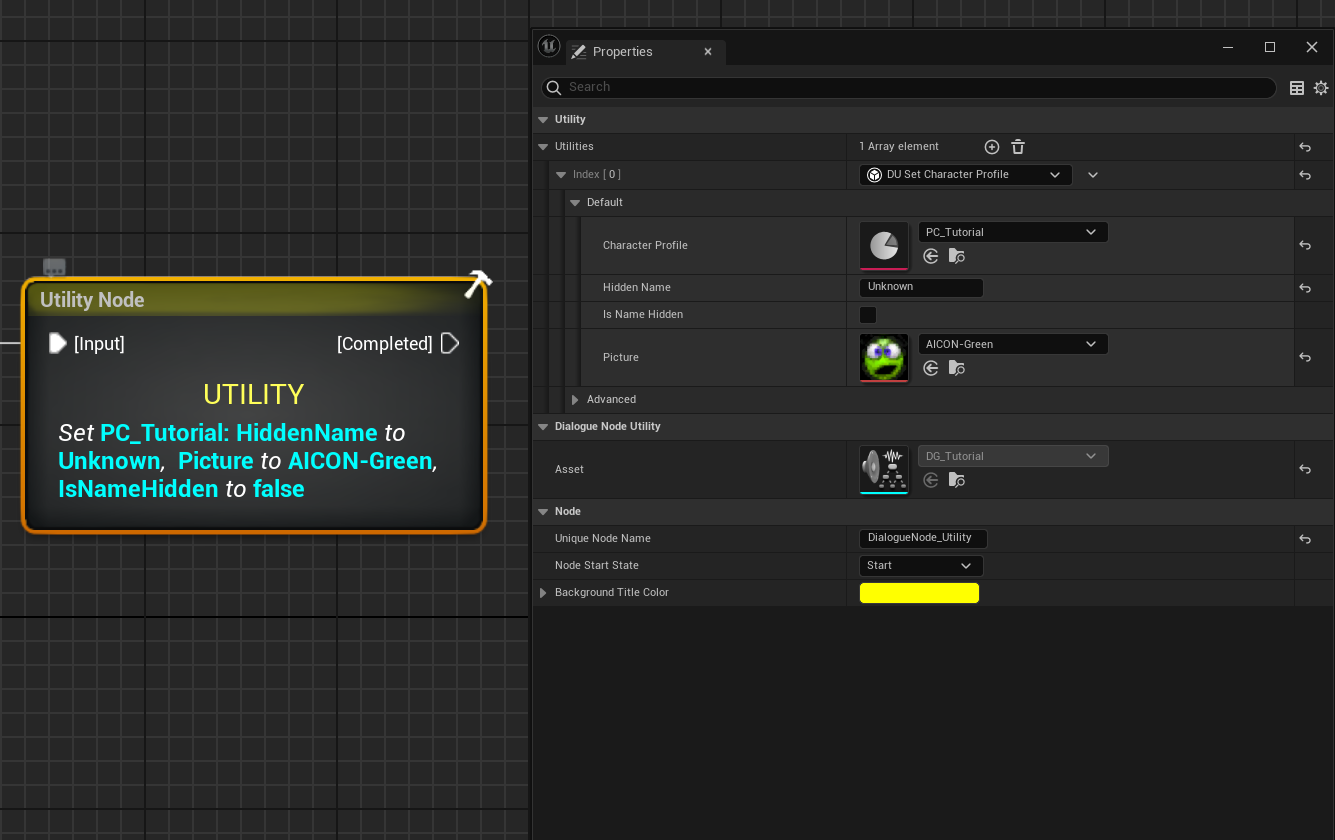 Utility Node
[Input]
[Completed]
UTILITY
Set PC_Tutorial: HiddenName to
Unknown, Picture to AICON-Green,
IsNameHidden to false
Properties
Search
Utility
Utilities
1 Array element
Index [ 0 ]
DU Set Character Profile
Default
Character Profile
PC_Tutorial
Hidden Name
Unknown
Is Name Hidden
Picture
AICON-Green
Advanced
Dialogue Node Utility
Asset
DG_Tutorial
Node
Unique Node Name
DialogueNode_Utility
Node Start State
Start
Background Title Color